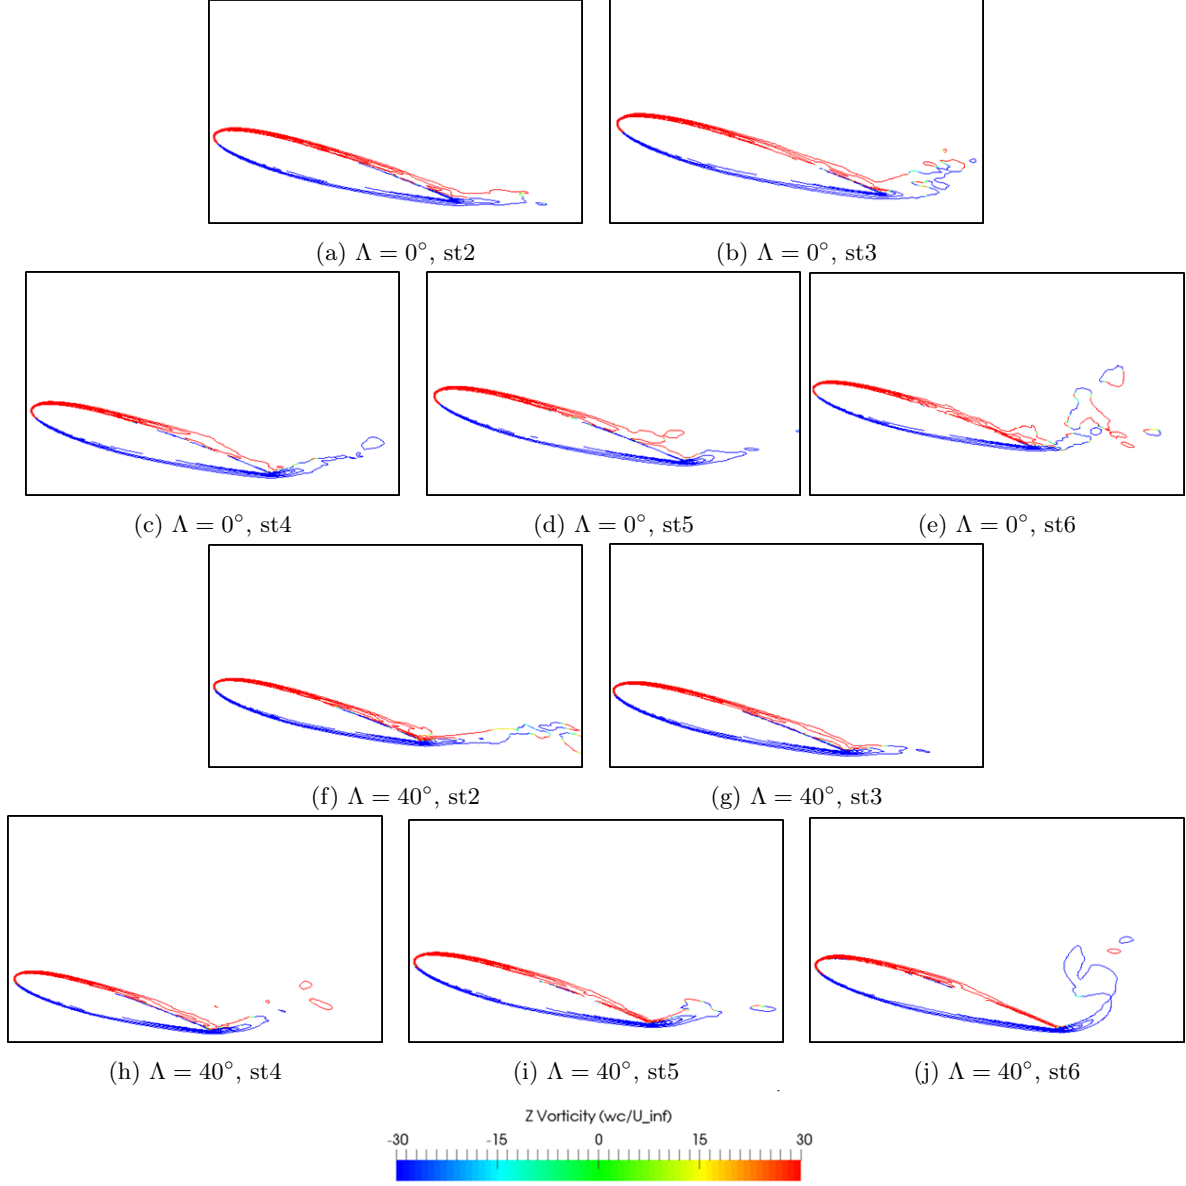 (a) Λ = 0°, st2
(b) Λ = 0°, st3
(c) Λ = 0°, st4
(d) Λ = 0°, st5
(e) Λ = 0°, st6
(f) Λ = 40°, st2
(g) Λ = 40°, st3
(h) Λ = 40°, st4
(i) Λ = 40°, st5
(j) Λ = 40°, st6
Z Vorticity (wc/U_inf)
-30 -15 0 15 30